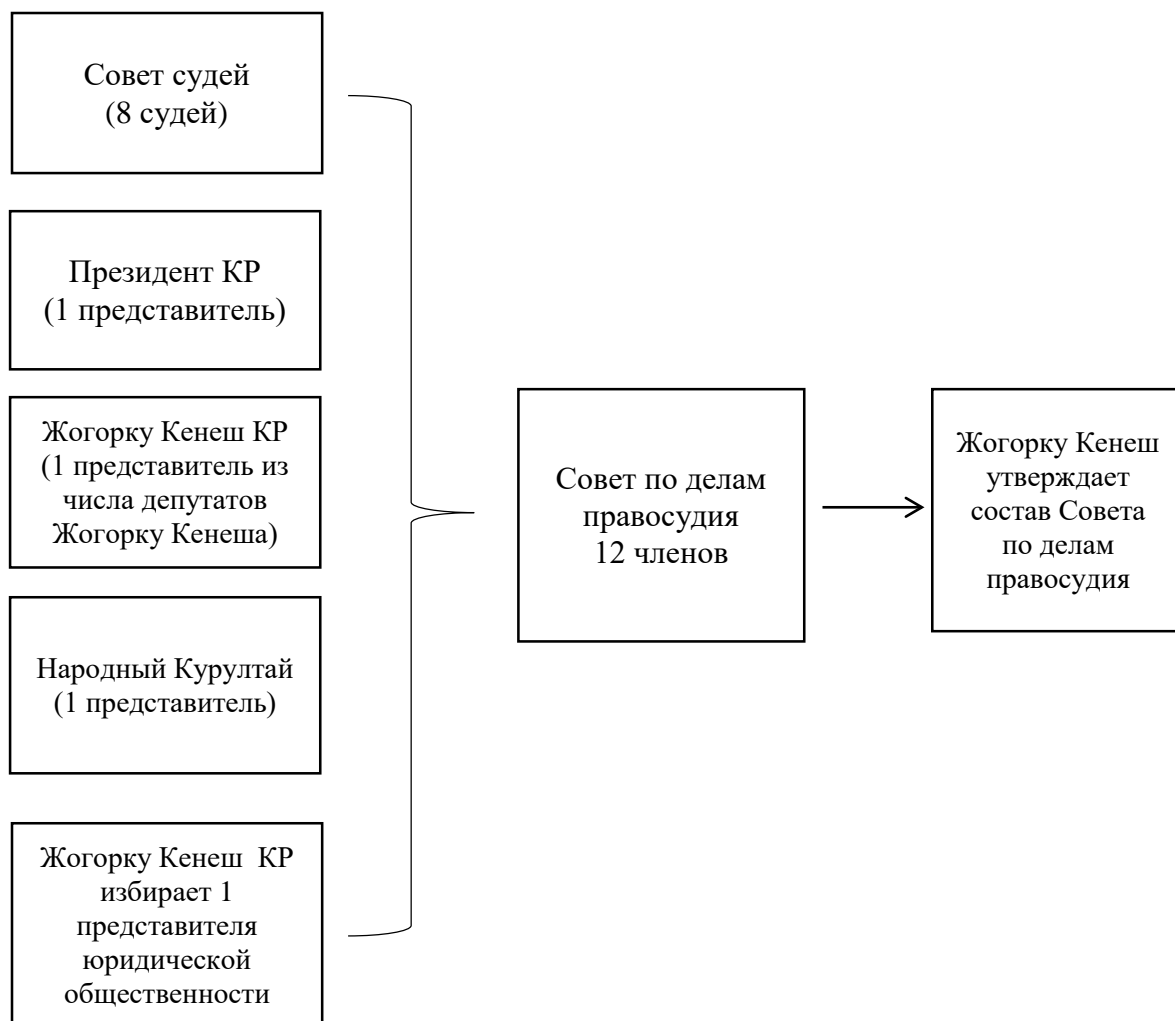 Совет судей
(8 судей)
Президент КР
(1 представитель)
Жогорку Кенеш КР
(1 представитель из
числа депутатов
Жогорку Кенеша)
Народный Курултай
(1 представитель)
Жогорку Кенеш КР
избирает 1
представителя
юридической
общественности
Совет по делам
правосудия
12 членов
Жогорку Кенеш
утверждает
состав Совета
по делам
правосудия